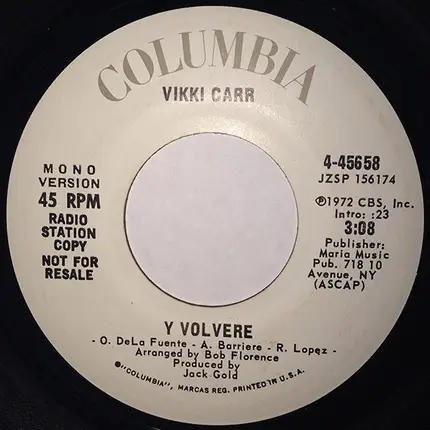 COLUMBIA
VIKKI CARR
MONO
VERSION
45 RPM
RADIO
STATION
COPY
NOT FOR
RESALE
4-45658
JZSP 156174
Ⓟ1972 CBS, Inc.
Intro: :23
3:08
Publisher:
Maria Music
Pub. 718 10
Avenue, NY
(ASCAP)
Y VOLVERE
- O. DeLa Fuente - A. Barriere - R. Lopez -
Arranged by Bob Florence
Produced by
Jack Gold
®"COLUMBIA", MARCAS REG. PRINTED IN U.S.A.